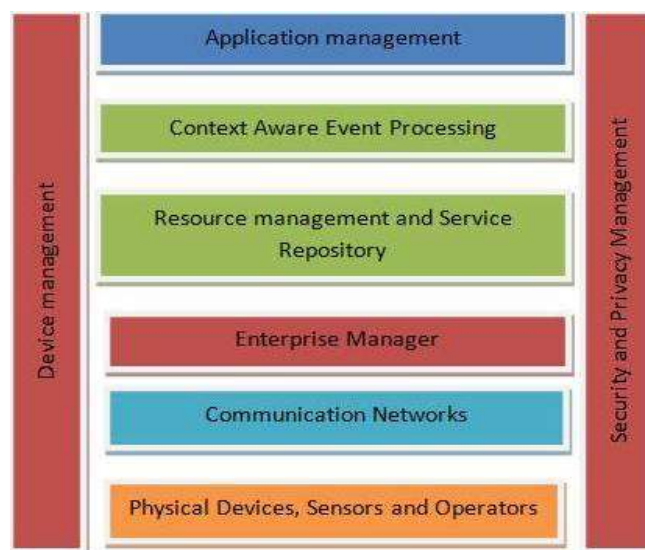 Application management
Context Aware Event Processing
Resource management and Service
Repository
Enterprise Manager
Communication Networks
Physical Devices, Sensors and Operators
Device management
Security and Privacy Management